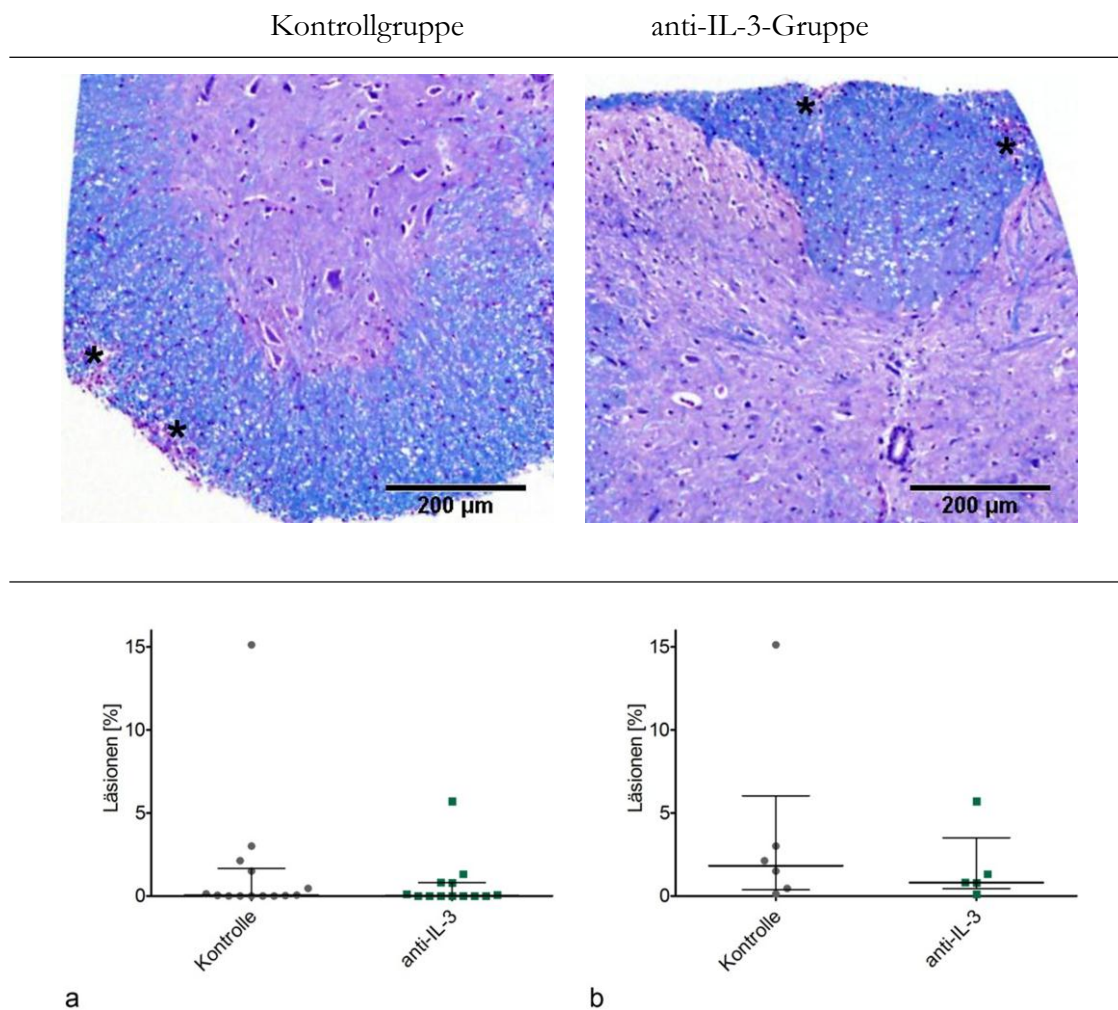 Kontrollgruppe anti-IL-3-Gruppe
* *
* *
200 µm 200 µm
15
10
5
0
Läsionen [%]
Kontrolle
anti-IL-3
a
15
10
5
0
Läsionen [%]
Kontrolle
anti-IL-3
b